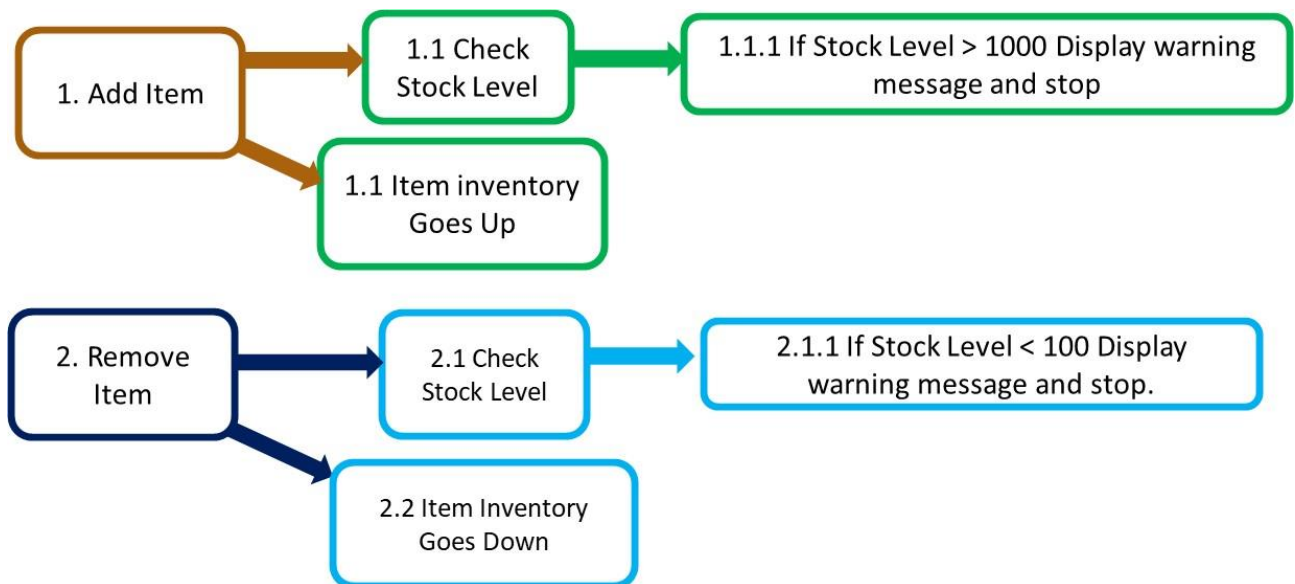 1. Add Item
1.1 Check
Stock Level
1.1.1 If Stock Level > 1000 Display warning
message and stop
1.1 Item inventory
Goes Up
2. Remove
Item
2.1 Check
Stock Level
2.1.1 If Stock Level < 100 Display
warning message and stop.
2.2 Item Inventory
Goes Down